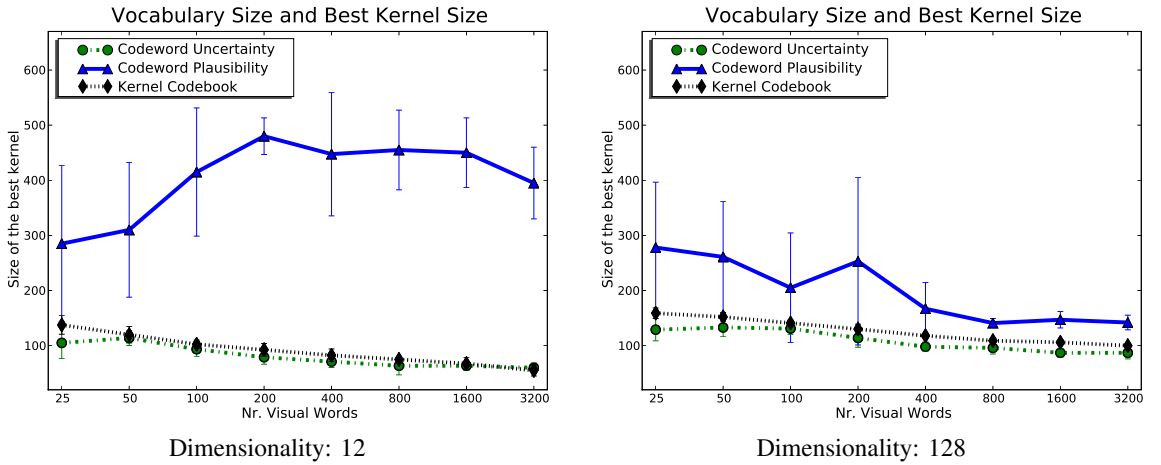 Vocabulary Size and Best Kernel Size
Codeword Uncertainty
Codeword Plausibility
Kernel Codebook
Size of the best kernel
600
500
400
300
200
100
25 50 100 200 400 800 1600 3200
Nr. Visual Words
Dimensionality: 12
Vocabulary Size and Best Kernel Size
Codeword Uncertainty
Codeword Plausibility
Kernel Codebook
Size of the best kernel
600
500
400
300
200
100
25 50 100 200 400 800 1600 3200
Nr. Visual Words
Dimensionality: 128